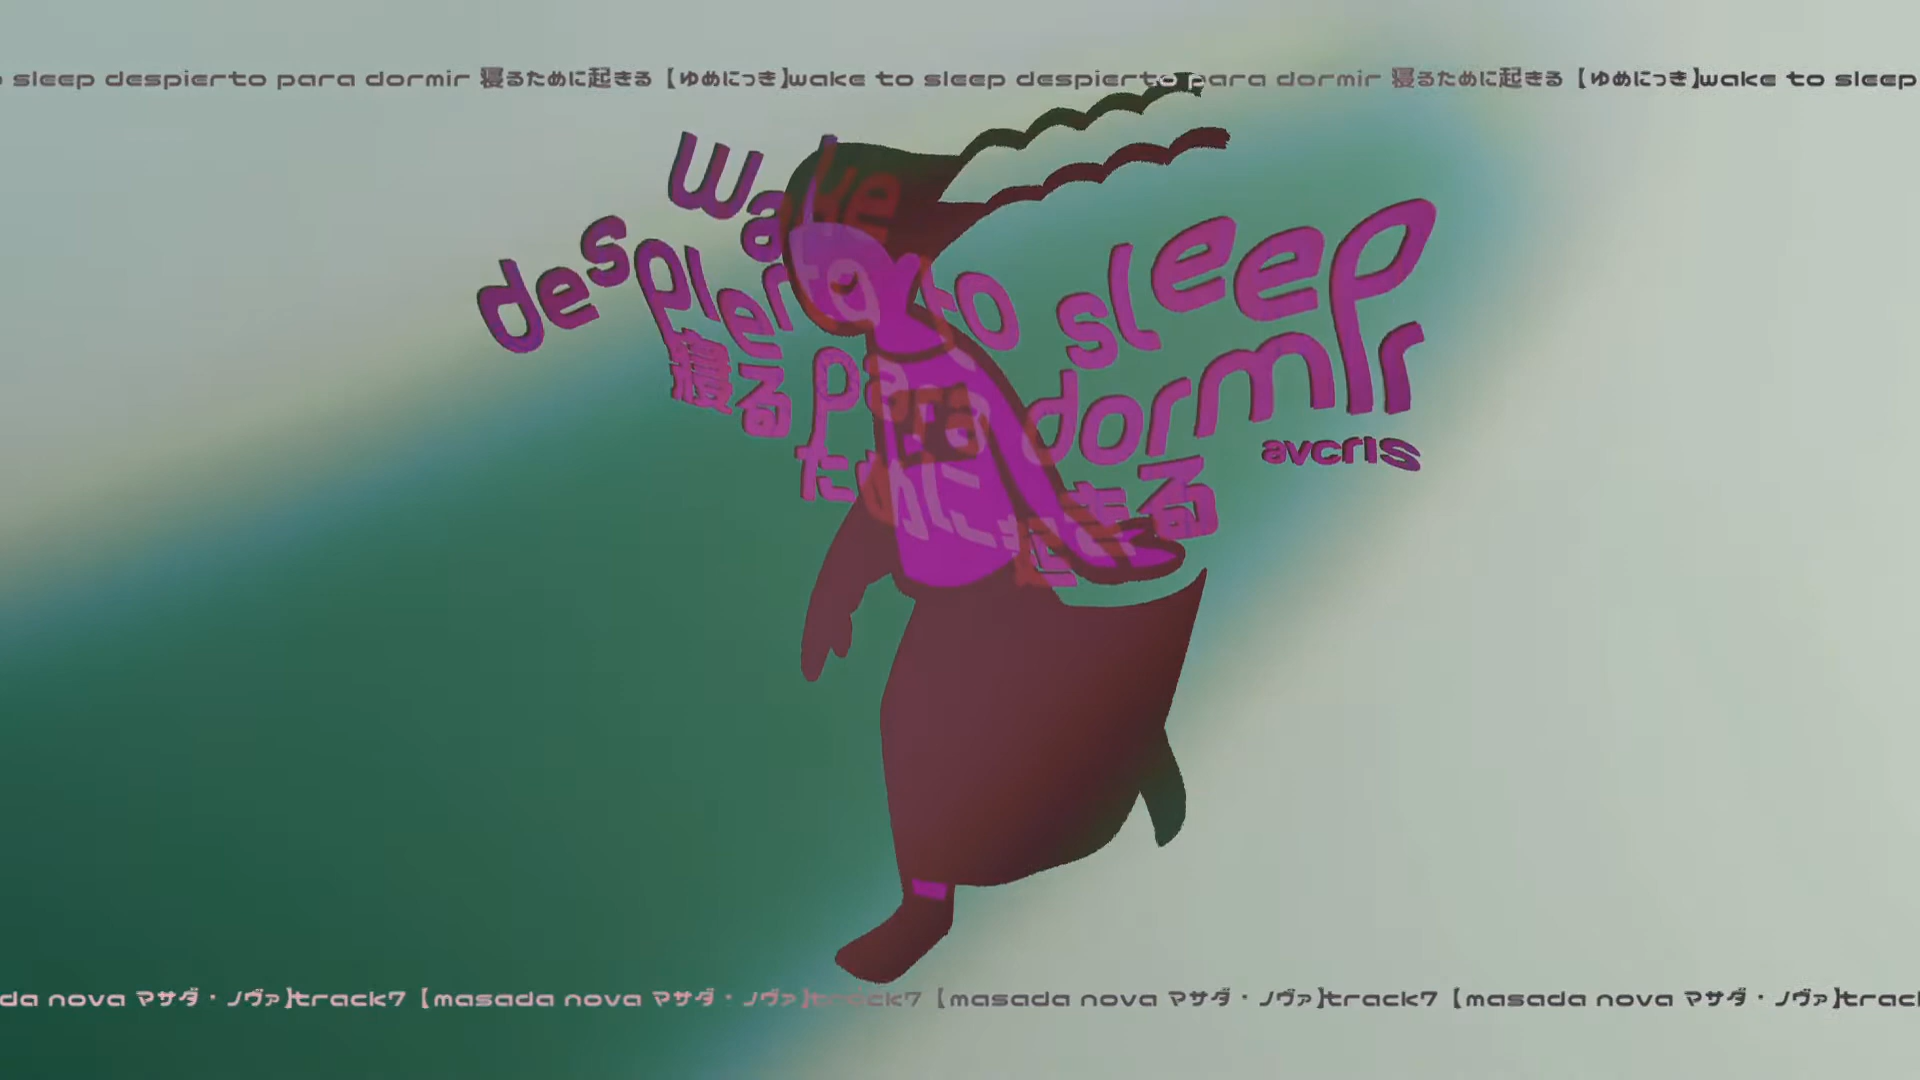 sleep despierto para dormir 寝るために起きる【ゆめにっき】wake to sleep despierto para dormir 寝るために起きる【ゆめにっき】wake to sleep
wake to sleep
despierto para dormir
寝るために起きる
avcris
da nova マサダ・ノヴァ】track7【masada nova マサダ・ノヴァ】track7【masada nova マサダ・ノヴァ】track7【masada nova マサダ・ノヴァ】track